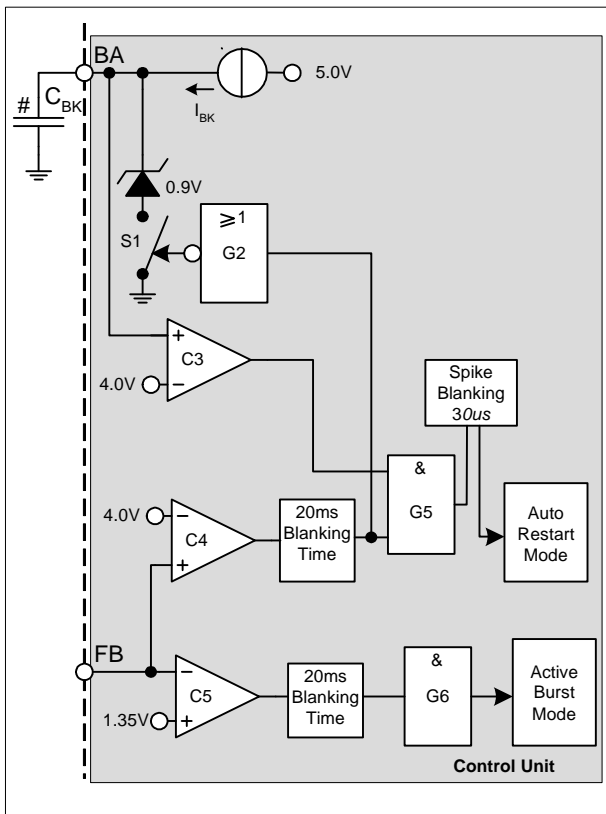 BA
5.0V
# C_BK
I_BK
0.9V
S1
≥1
G2
C3
+
−
4.0V
Spike
Blanking
30us
&
G5
4.0V
−
C4
+
20ms
Blanking
Time
Auto
Restart
Mode
FB
−
C5
+
1.35V
20ms
Blanking
Time
&
G6
Active
Burst
Mode
Control Unit